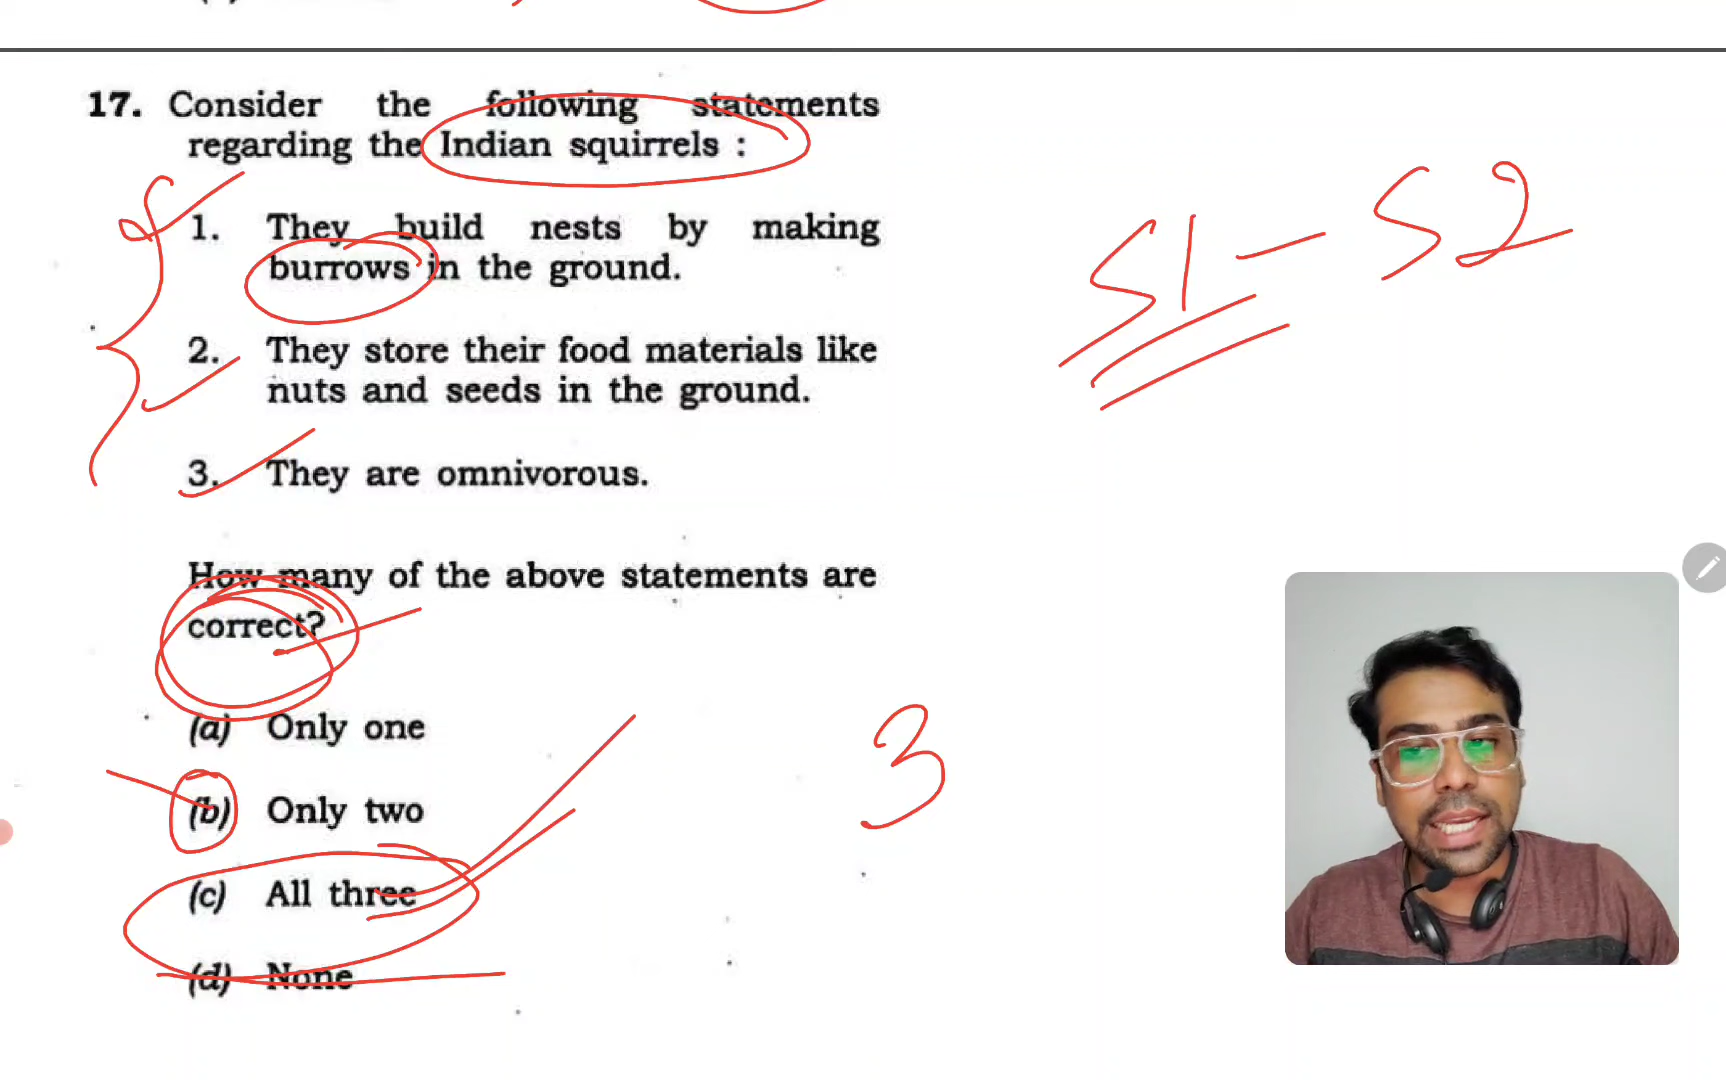 17. Consider the following statements
regarding the Indian squirrels :
1. They build nests by making
burrows in the ground.
2. They store their food materials like
nuts and seeds in the ground.
3. They are omnivorous.
How many of the above statements are
correct?
(a) Only one
(b) Only two
(c) All three
(d) None
S1 — S2
3